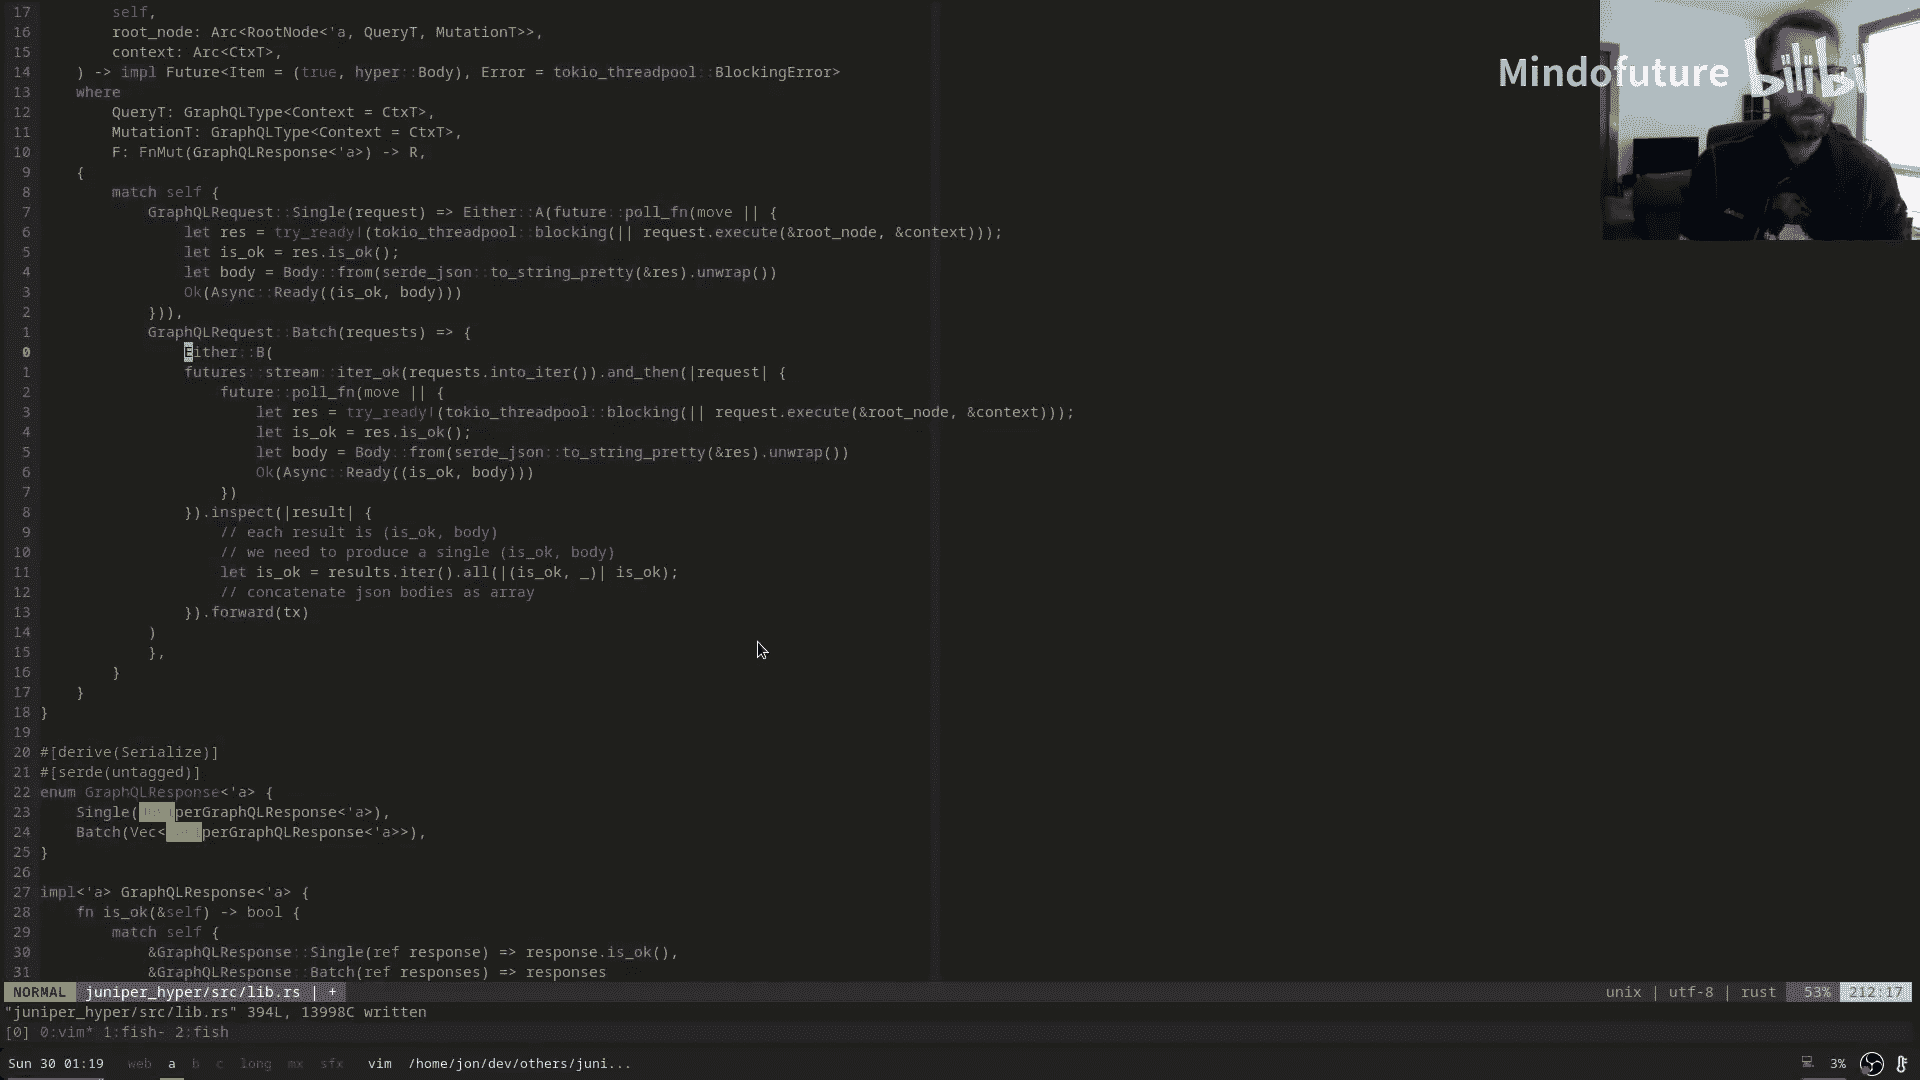 17 self,
16 root_node: Arc<RootNode<'a, QueryT, MutationT>>,
15 context: Arc<CtxT>,
14 ) -> impl Future<Item = (true, hyper::Body), Error = tokio_threadpool::BlockingError>
13 where
12 QueryT: GraphQLType<Context = CtxT>,
11 MutationT: GraphQLType<Context = CtxT>,
10 F: FnMut(GraphQLResponse<'a>) -> R,
9 {
8 match self {
7 GraphQLRequest::Single(request) => Either::A(future::poll_fn(move || {
6 let res = try_ready!(tokio_threadpool::blocking(|| request.execute(&root_node, &context)));
5 let is_ok = res.is_ok();
4 let body = Body::from(serde_json::to_string_pretty(&res).unwrap())
3 Ok(Async::Ready((is_ok, body)))
2 })),
1 GraphQLRequest::Batch(requests) => {
0 Either::B(
1 futures::stream::iter_ok(requests.into_iter()).and_then(|request| {
2 future::poll_fn(move || {
3 let res = try_ready!(tokio_threadpool::blocking(|| request.execute(&root_node, &context)));
4 let is_ok = res.is_ok();
5 let body = Body::from(serde_json::to_string_pretty(&res).unwrap())
6 Ok(Async::Ready((is_ok, body)))
7 })
8 }).inspect(|result| {
9 // each result is (is_ok, body)
10 // we need to produce a single (is_ok, body)
11 let is_ok = results.iter().all(|(is_ok, _)| is_ok);
12 // concatenate json bodies as array
13 }).forward(tx)
14 )
15 },
16 }
17 }
18 }
19
20 #[derive(Serialize)]
21 #[serde(untagged)]
22 enum GraphQLResponse<'a> {
23 Single( perGraphQLResponse<'a>),
24 Batch(Vec< perGraphQLResponse<'a>>),
25 }
26
27 impl<'a> GraphQLResponse<'a> {
28 fn is_ok(&self) -> bool {
29 match self {
30 &GraphQLResponse::Single(ref response) => response.is_ok(),
31 &GraphQLResponse::Batch(ref responses) => responses
NORMAL juniper_hyper/src/lib.rs | + unix | utf-8 | rust 53% 212:17
"juniper_hyper/src/lib.rs" 394L, 13998C written
[0] 0:vim* 1:fish- 2:fish
Sun 30 01:19 web a b c long mx sfx vim /home/jon/dev/others/juni... 3%
Mindofuture bilibili